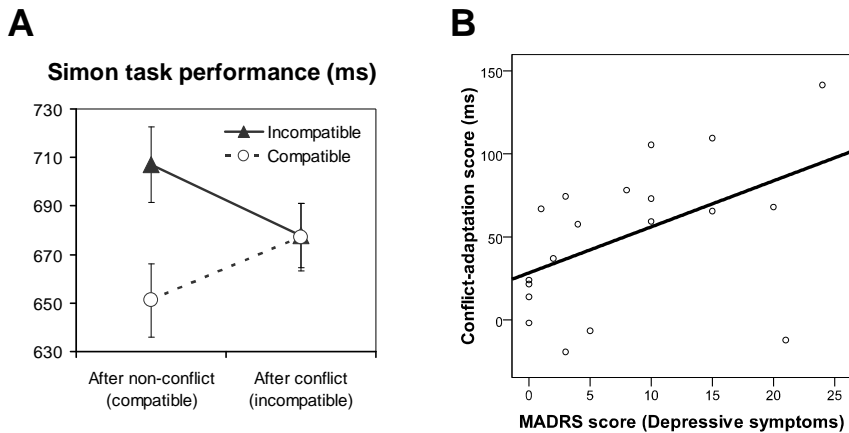 A
Simon task performance (ms)
730
710
690
670
650
630
Incompatible
Compatible
After non-conflict
(compatible)
After conflict
(incompatible)
B
Conflict-adaptation score (ms)
150
100
50
0
0
5
10
15
20
25
MADRS score (Depressive symptoms)